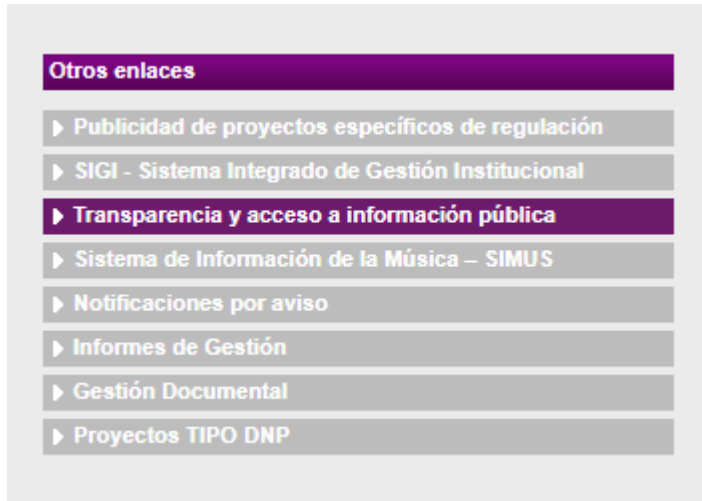 Otros enlaces
Publicidad de proyectos específicos de regulación
SIGI - Sistema Integrado de Gestión Institucional
Transparencia y acceso a información pública
Sistema de Información de la Música – SIMUS
Notificaciones por aviso
Informes de Gestión
Gestión Documental
Proyectos TIPO DNP